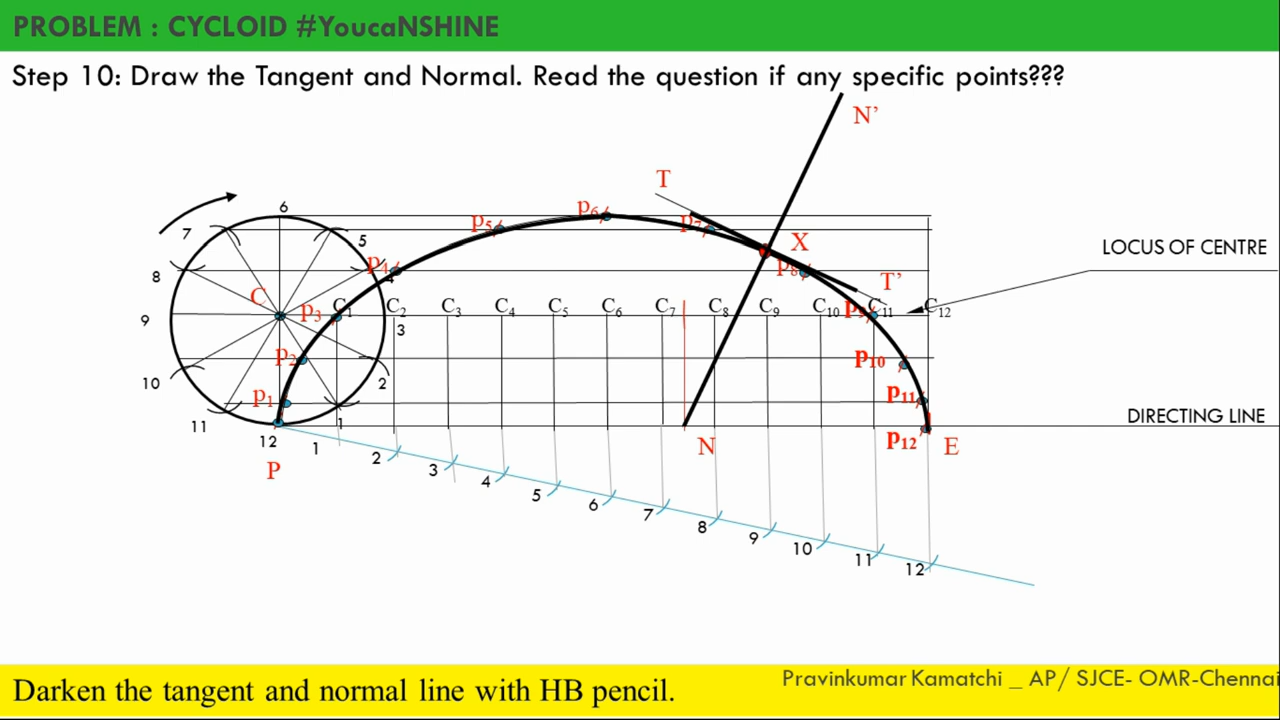 PROBLEM : CYCLOID #YoucaNSHINE
Step 10: Draw the Tangent and Normal. Read the question if any specific points???
N’
T
6
7
5
p5
p6
p7
X
8
p4
4
p8
T’
LOCUS OF CENTRE
C
p3
C1
C2
C3
C4
C5
C6
C7
C8
C9
C10
p9
C11
C12
9
3
p2
p10
10
2
p1
p11
11
12
1
N
p12
E
DIRECTING LINE
P
1
2
3
4
5
6
7
8
9
10
11
12
Darken the tangent and normal line with HB pencil.
Pravinkumar Kamatchi _ AP/ SJCE- OMR-Chennai